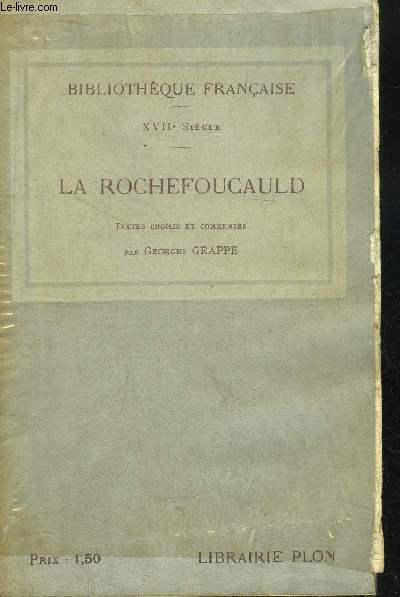 www.le-livre.com
BIBLIOTHÈQUE FRANÇAISE
XVIIe SIÈCLE
LA ROCHEFOUCAULD
TEXTES CHOISIS ET COMMENTÉS
PAR GEORGES GRAPPE
PRIX : 1,50 LIBRAIRIE PLON